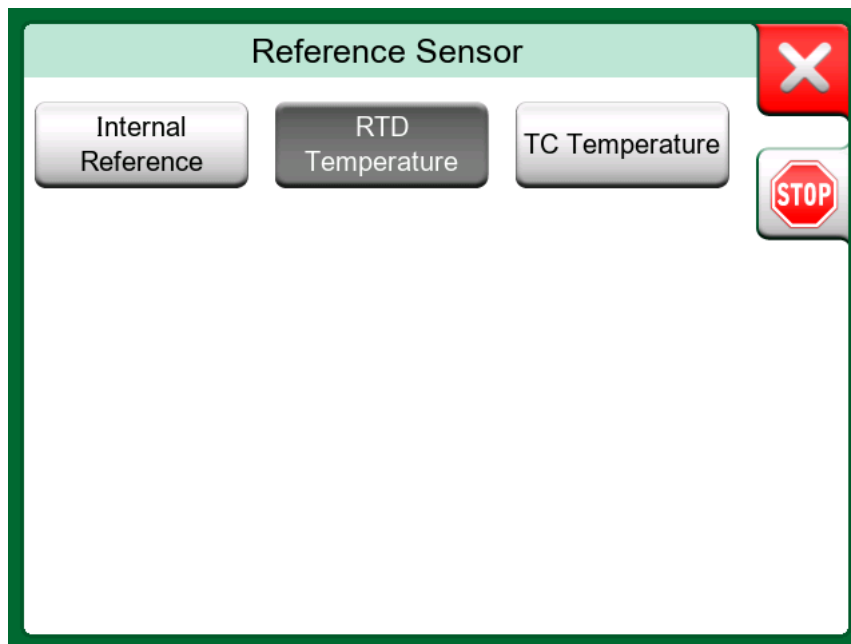 Reference Sensor
Internal
Reference
RTD
Temperature
TC Temperature
STOP